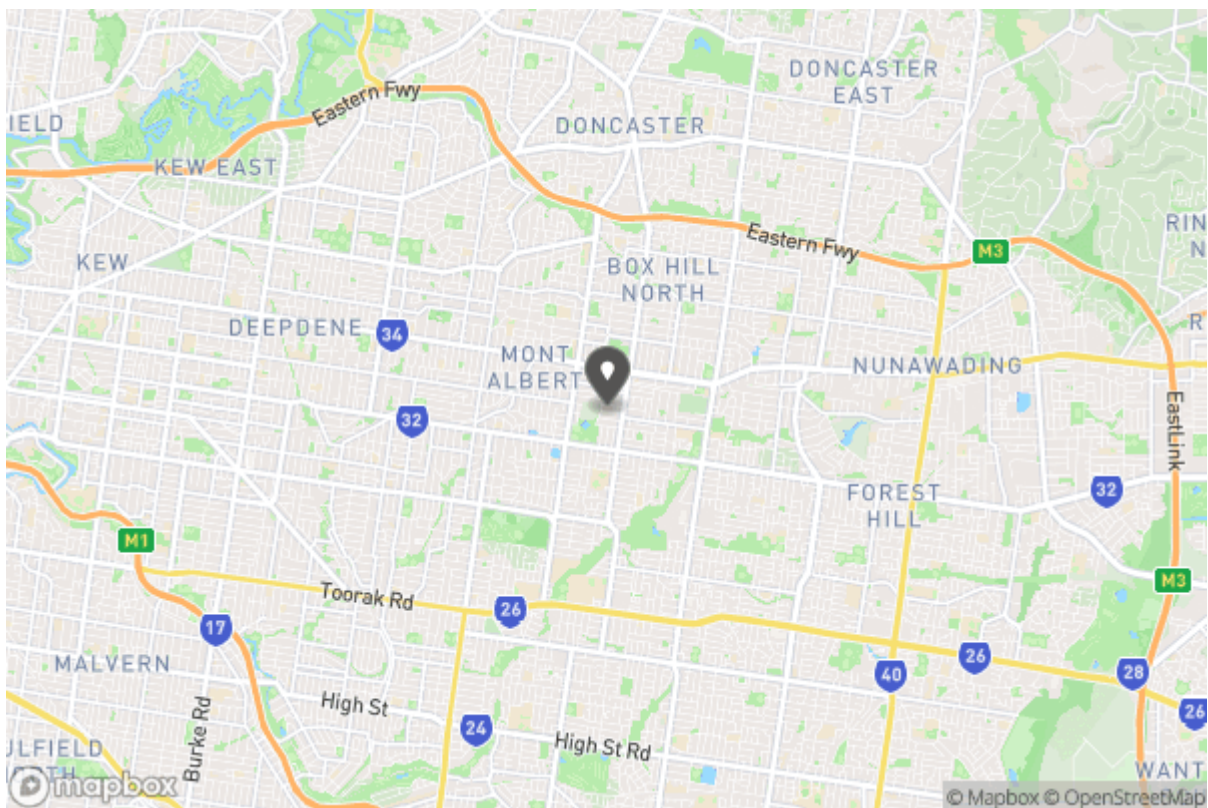 DONCASTER
EAST
Eastern Fwy
DONCASTER
IELD
KEW EAST
RIN
N
Eastern Fwy
M3
KEW
BOX HILL
NORTH
DEEPDENE
34
R
MONT
ALBERT
NUNAWADING
32
EastLink
FOREST
HILL
32
M1
M3
Toorak Rd
26
17
MALVERN
26
40
28
High St
24
26
Burke Rd
High St Rd
ULFIELD
NORTH
WANT
mapbox
© Mapbox © OpenStreetMap